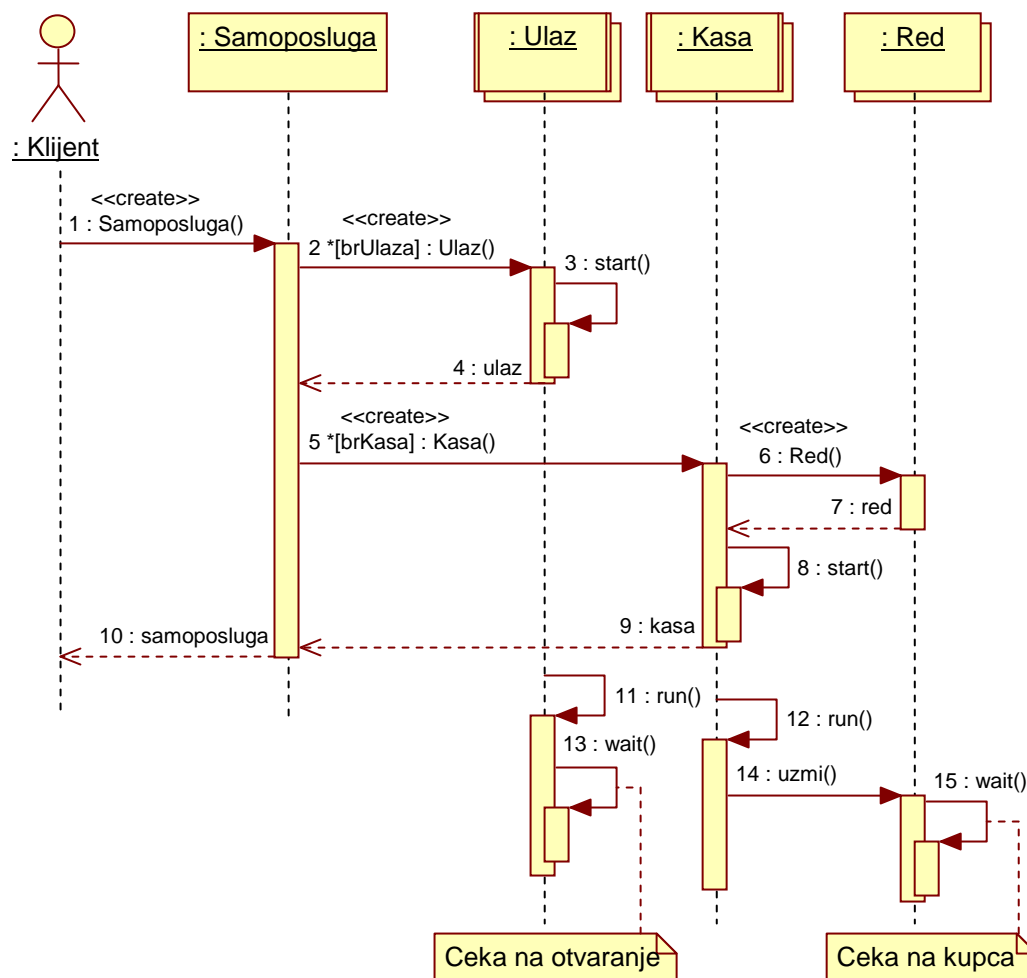 : Samoposluga
: Ulaz
: Kasa
: Red
: Klijent
<<create>>
1 : Samoposluga()
<<create>>
2 *[brUlaza] : Ulaz()
3 : start()
4 : ulaz
<<create>>
5 *[brKasa] : Kasa()
<<create>>
6 : Red()
7 : red
8 : start()
9 : kasa
10 : samoposluga
11 : run()
12 : run()
13 : wait()
14 : uzmi()
15 : wait()
Ceka na otvaranje
Ceka na kupca